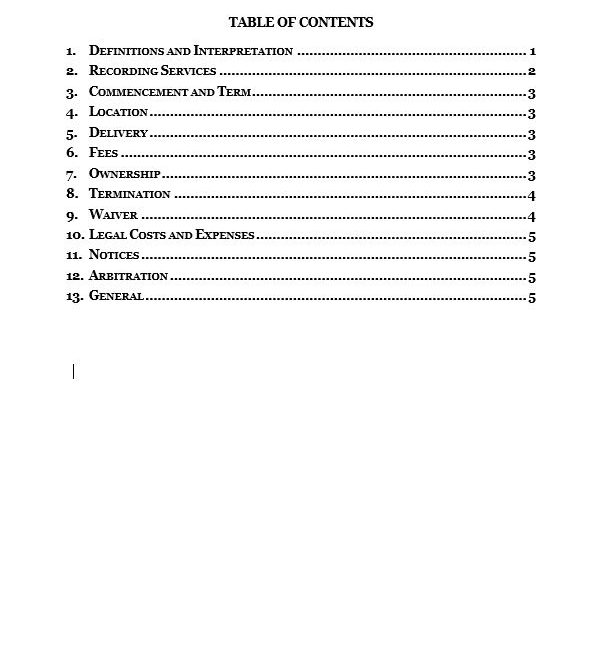 TABLE OF CONTENTS
1. DEFINITIONS AND INTERPRETATION ........................................................ 1
2. RECORDING SERVICES ........................................................................... 2
3. COMMENCEMENT AND TERM .................................................................. 3
4. LOCATION ............................................................................................ 3
5. DELIVERY ............................................................................................ 3
6. FEES ................................................................................................... 3
7. OWNERSHIP ......................................................................................... 3
8. TERMINATION ...................................................................................... 4
9. WAIVER ............................................................................................... 4
10. LEGAL COSTS AND EXPENSES ................................................................. 5
11. NOTICES ............................................................................................. 5
12. ARBITRATION ...................................................................................... 5
13. GENERAL ............................................................................................ 5